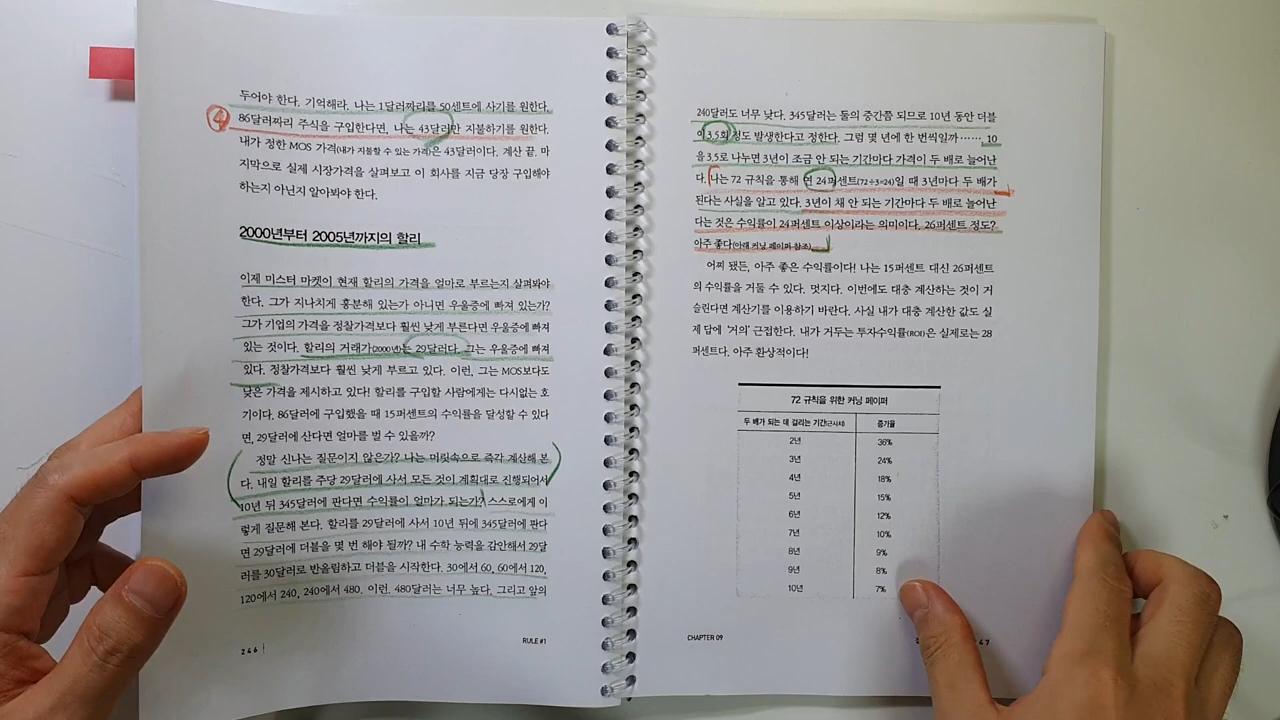 두어야 한다. 기억해라. 나는 1달러짜리를 50센트에 사기를 원한다.
④
86달러짜리 주식을 구입한다면, 나는 43달러만 지불하기를 원한다.
내가 정한 MOS 가격(내가 지불할 수 있는 가격)은 43달러이다. 계산 끝. 마
지막으로 실제 시장가격을 살펴보고 이 회사를 지금 당장 구입해야
하는지 아닌지 알아봐야 한다.
2000년부터 2005년까지의 할리
이제 미스터 마켓이 현재 할리의 가격을 얼마로 부르는지 살펴봐야
한다. 그가 지나치게 흥분해 있는가 아니면 우울증에 빠져 있는가?
그가 기업의 가격을 정찰가격보다 훨씬 낮게 부른다면 우울증에 빠져
있는 것이다. 할리의 거래가(2000년)는 29달러다. 그는 우울증에 빠져
있다. 정찰가격보다 훨씬 낮게 부르고 있다. 이런, 그는 MOS보다도
낮은 가격을 제시하고 있다! 할리를 구입할 사람에게는 다시없는 호
기이다. 86달러에 구입했을 때 15퍼센트의 수익률을 달성할 수 있다
면, 29달러에 산다면 얼마를 벌 수 있을까?
정말 신나는 질문이지 않은가? 나는 머릿속으로 즉각 계산해 본
다. 내일 할리를 주당 29달러에 사서 모든 것이 계획대로 진행되어서
10년 뒤 345달러에 판다면 수익률이 얼마가 되는가? 스스로에게 이
렇게 질문해 본다. 할리를 29달러에 사서 10년 뒤에 345달러에 판다
면 29달러에 더블을 몇 번 해야 될까? 내 수학 능력을 감안해서 29달
러를 30달러로 반올림하고 더블을 시작한다. 30에서 60, 60에서 120,
120에서 240, 240에서 480. 이런. 480달러는 너무 높다. 그리고 앞의
246
RULE #1
240달러도 너무 낮다. 345달러는 둘의 중간쯤 되므로 10년 동안 더블
이 3.5회 정도 발생한다고 정한다. 그럼 몇 년에 한 번씩일까…… 10
을 3.5로 나누면 3년이 조금 안 되는 기간마다 가격이 두 배로 늘어난
다. 나는 72 규칙을 통해 연 24퍼센트(72÷3=24)일 때 3년마다 두 배가
된다는 사실을 알고 있다. 3년이 채 안 되는 기간마다 두 배로 늘어난
다는 것은 수익률이 24퍼센트 이상이라는 의미이다. 26퍼센트 정도?
아주 좋다(아래 커닝 페이퍼 참조).
어찌 됐든, 아주 좋은 수익률이다! 나는 15퍼센트 대신 26퍼센트
의 수익률을 거둘 수 있다. 멋지다. 이번에도 대충 계산하는 것이 거
슬린다면 계산기를 이용하기 바란다. 사실 내가 대충 계산한 값도 실
제 답에 '거의' 근접한다. 내가 거두는 투자수익률(ROI)은 실제로는 28
퍼센트다. 아주 환상적이다!
72 규칙을 위한 커닝 페이퍼
두 배가 되는 데 걸리는 기간(근사치) 증가율
2년 36%
3년 24%
4년 18%
5년 15%
6년 12%
7년 10%
8년 9%
9년 8%
10년 7%
CHAPTER 09
47